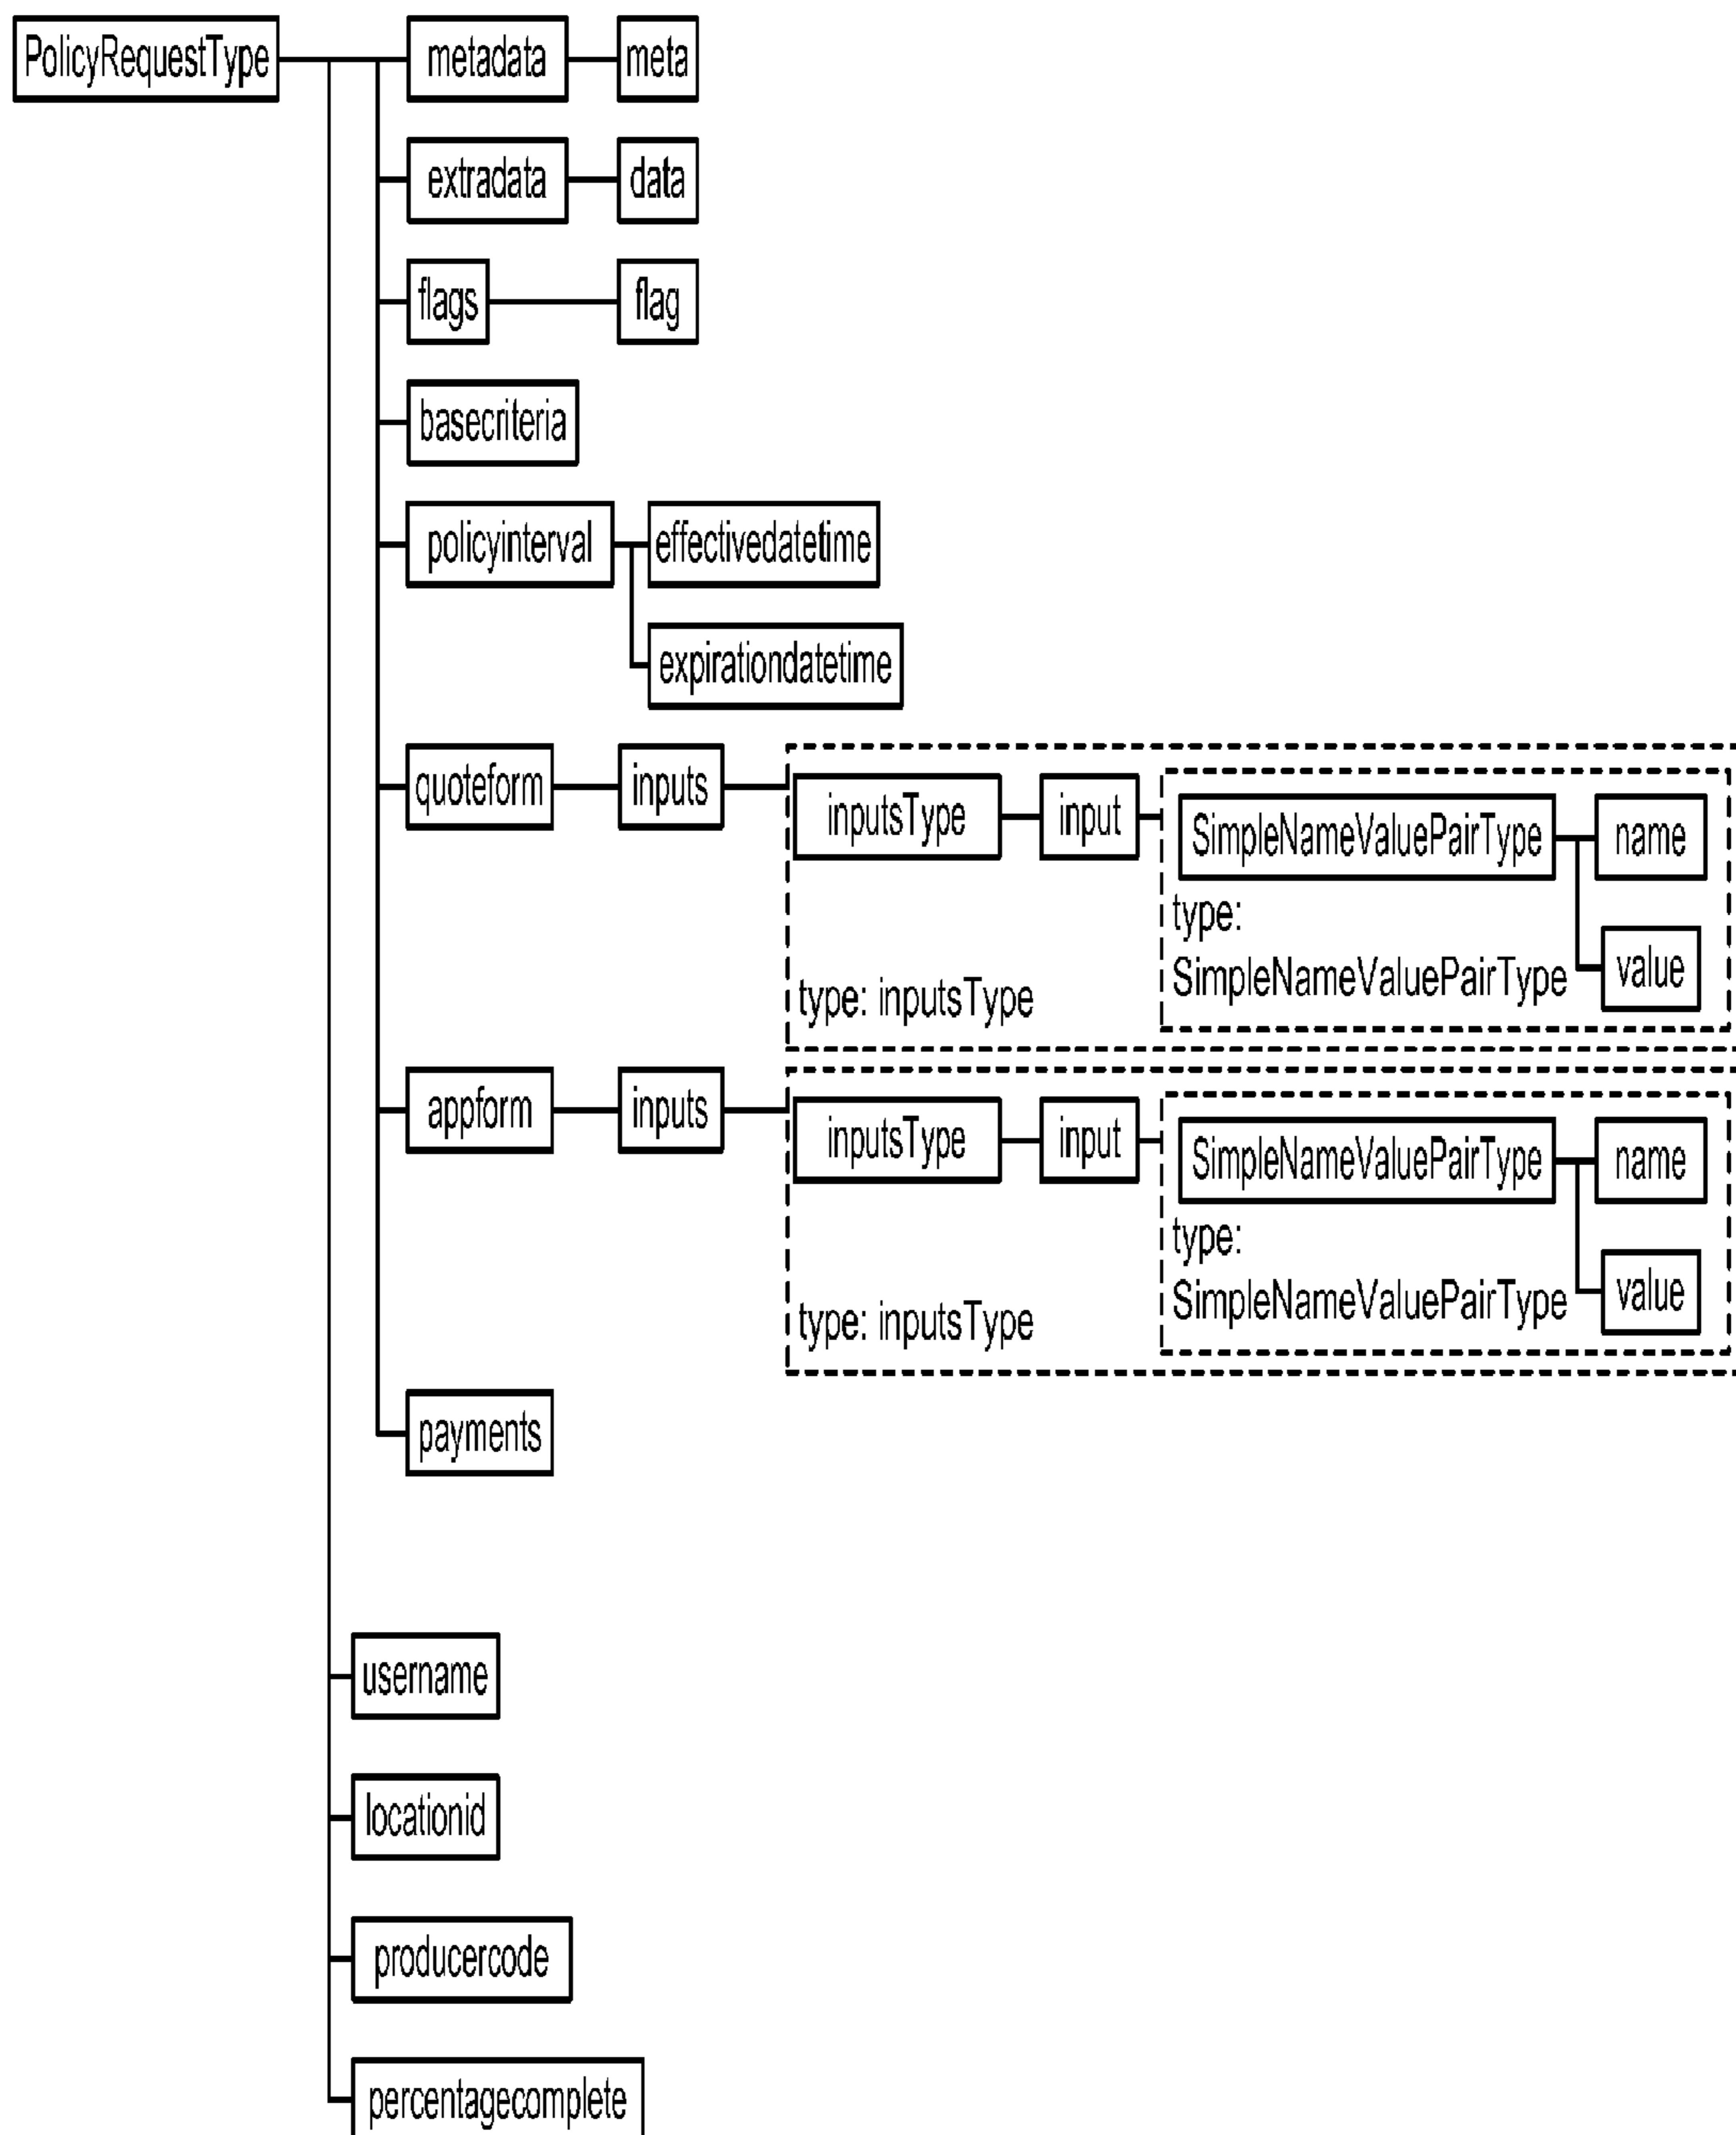 PolicyRequestType
metadata
meta
extradata
data
flags
flag
basecriteria
policyinterval
effectivedatetime
expirationdatetime
quoteform
inputs
inputsType
input
SimpleNameValuePairType
name
type:
SimpleNameValuePairType
value
type: inputsType
appform
inputs
inputsType
input
SimpleNameValuePairType
name
type:
SimpleNameValuePairType
value
type: inputsType
payments
username
locationid
producercode
percentagecomplete